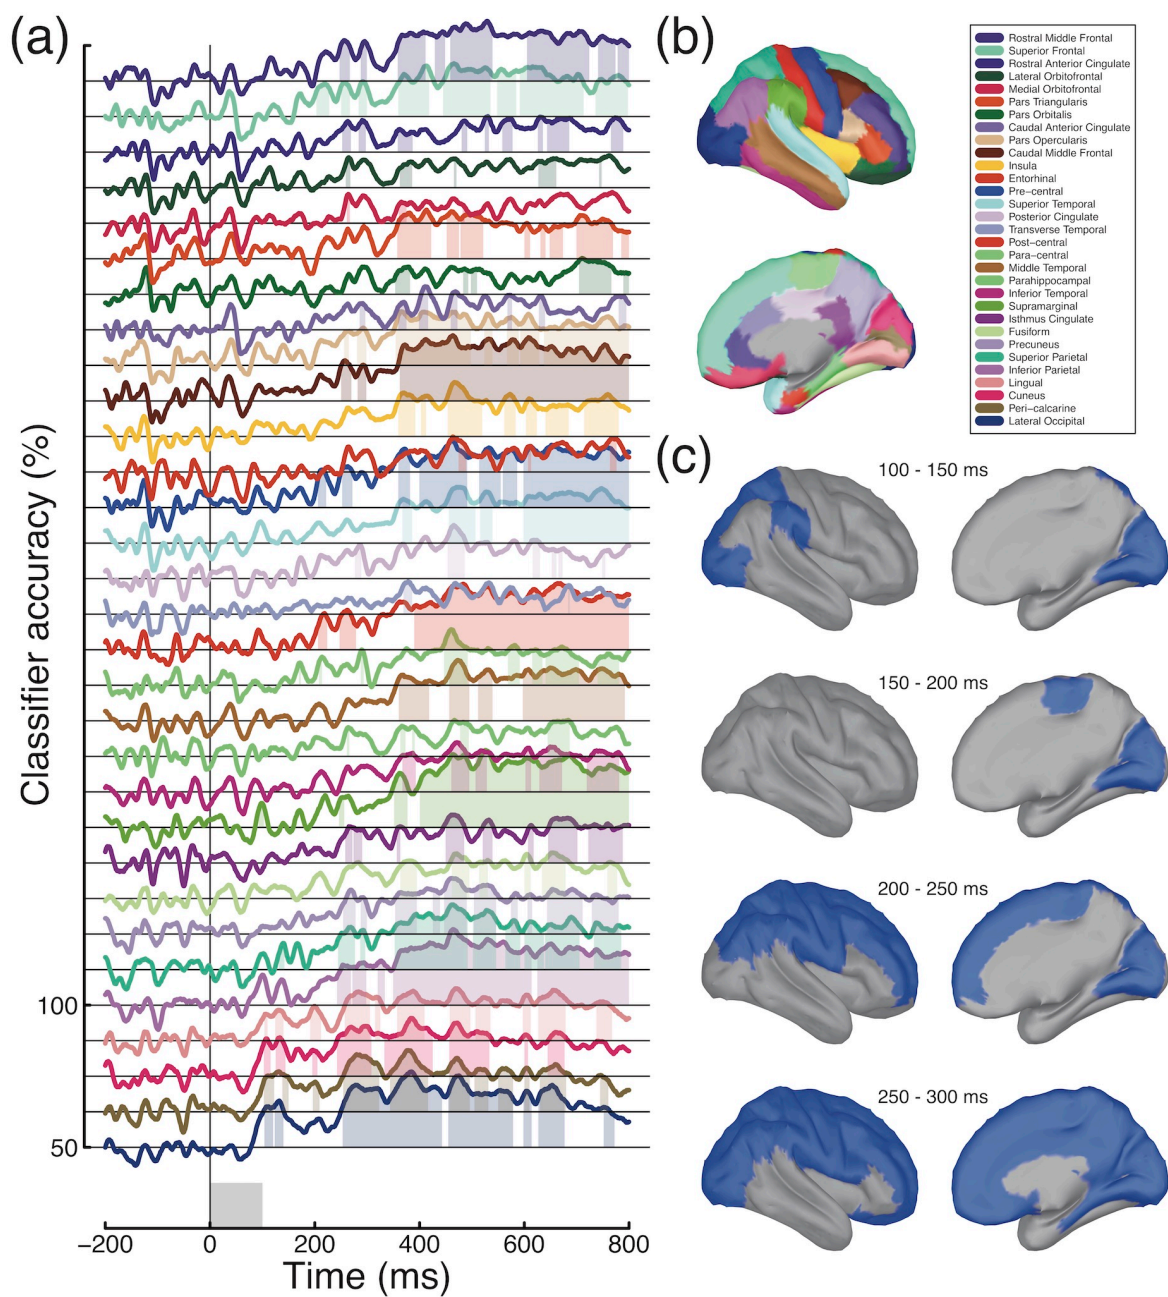 (a)
Classifier accuracy (%)
100
50
−200
0
200
400
600
800
Time (ms)
(b)
Rostral Middle Frontal
Superior Frontal
Rostral Anterior Cingulate
Lateral Orbitofrontal
Medial Orbitofrontal
Pars Triangularis
Pars Orbitalis
Caudal Anterior Cingulate
Pars Opercularis
Caudal Middle Frontal
Insula
Entorhinal
Pre−central
Superior Temporal
Posterior Cingulate
Transverse Temporal
Post−central
Para−central
Middle Temporal
Parahippocampal
Inferior Temporal
Supramarginal
Isthmus Cingulate
Fusiform
Precuneus
Superior Parietal
Inferior Parietal
Lingual
Cuneus
Peri−calcarine
Lateral Occipital
(c)
100 - 150 ms
150 - 200 ms
200 - 250 ms
250 - 300 ms